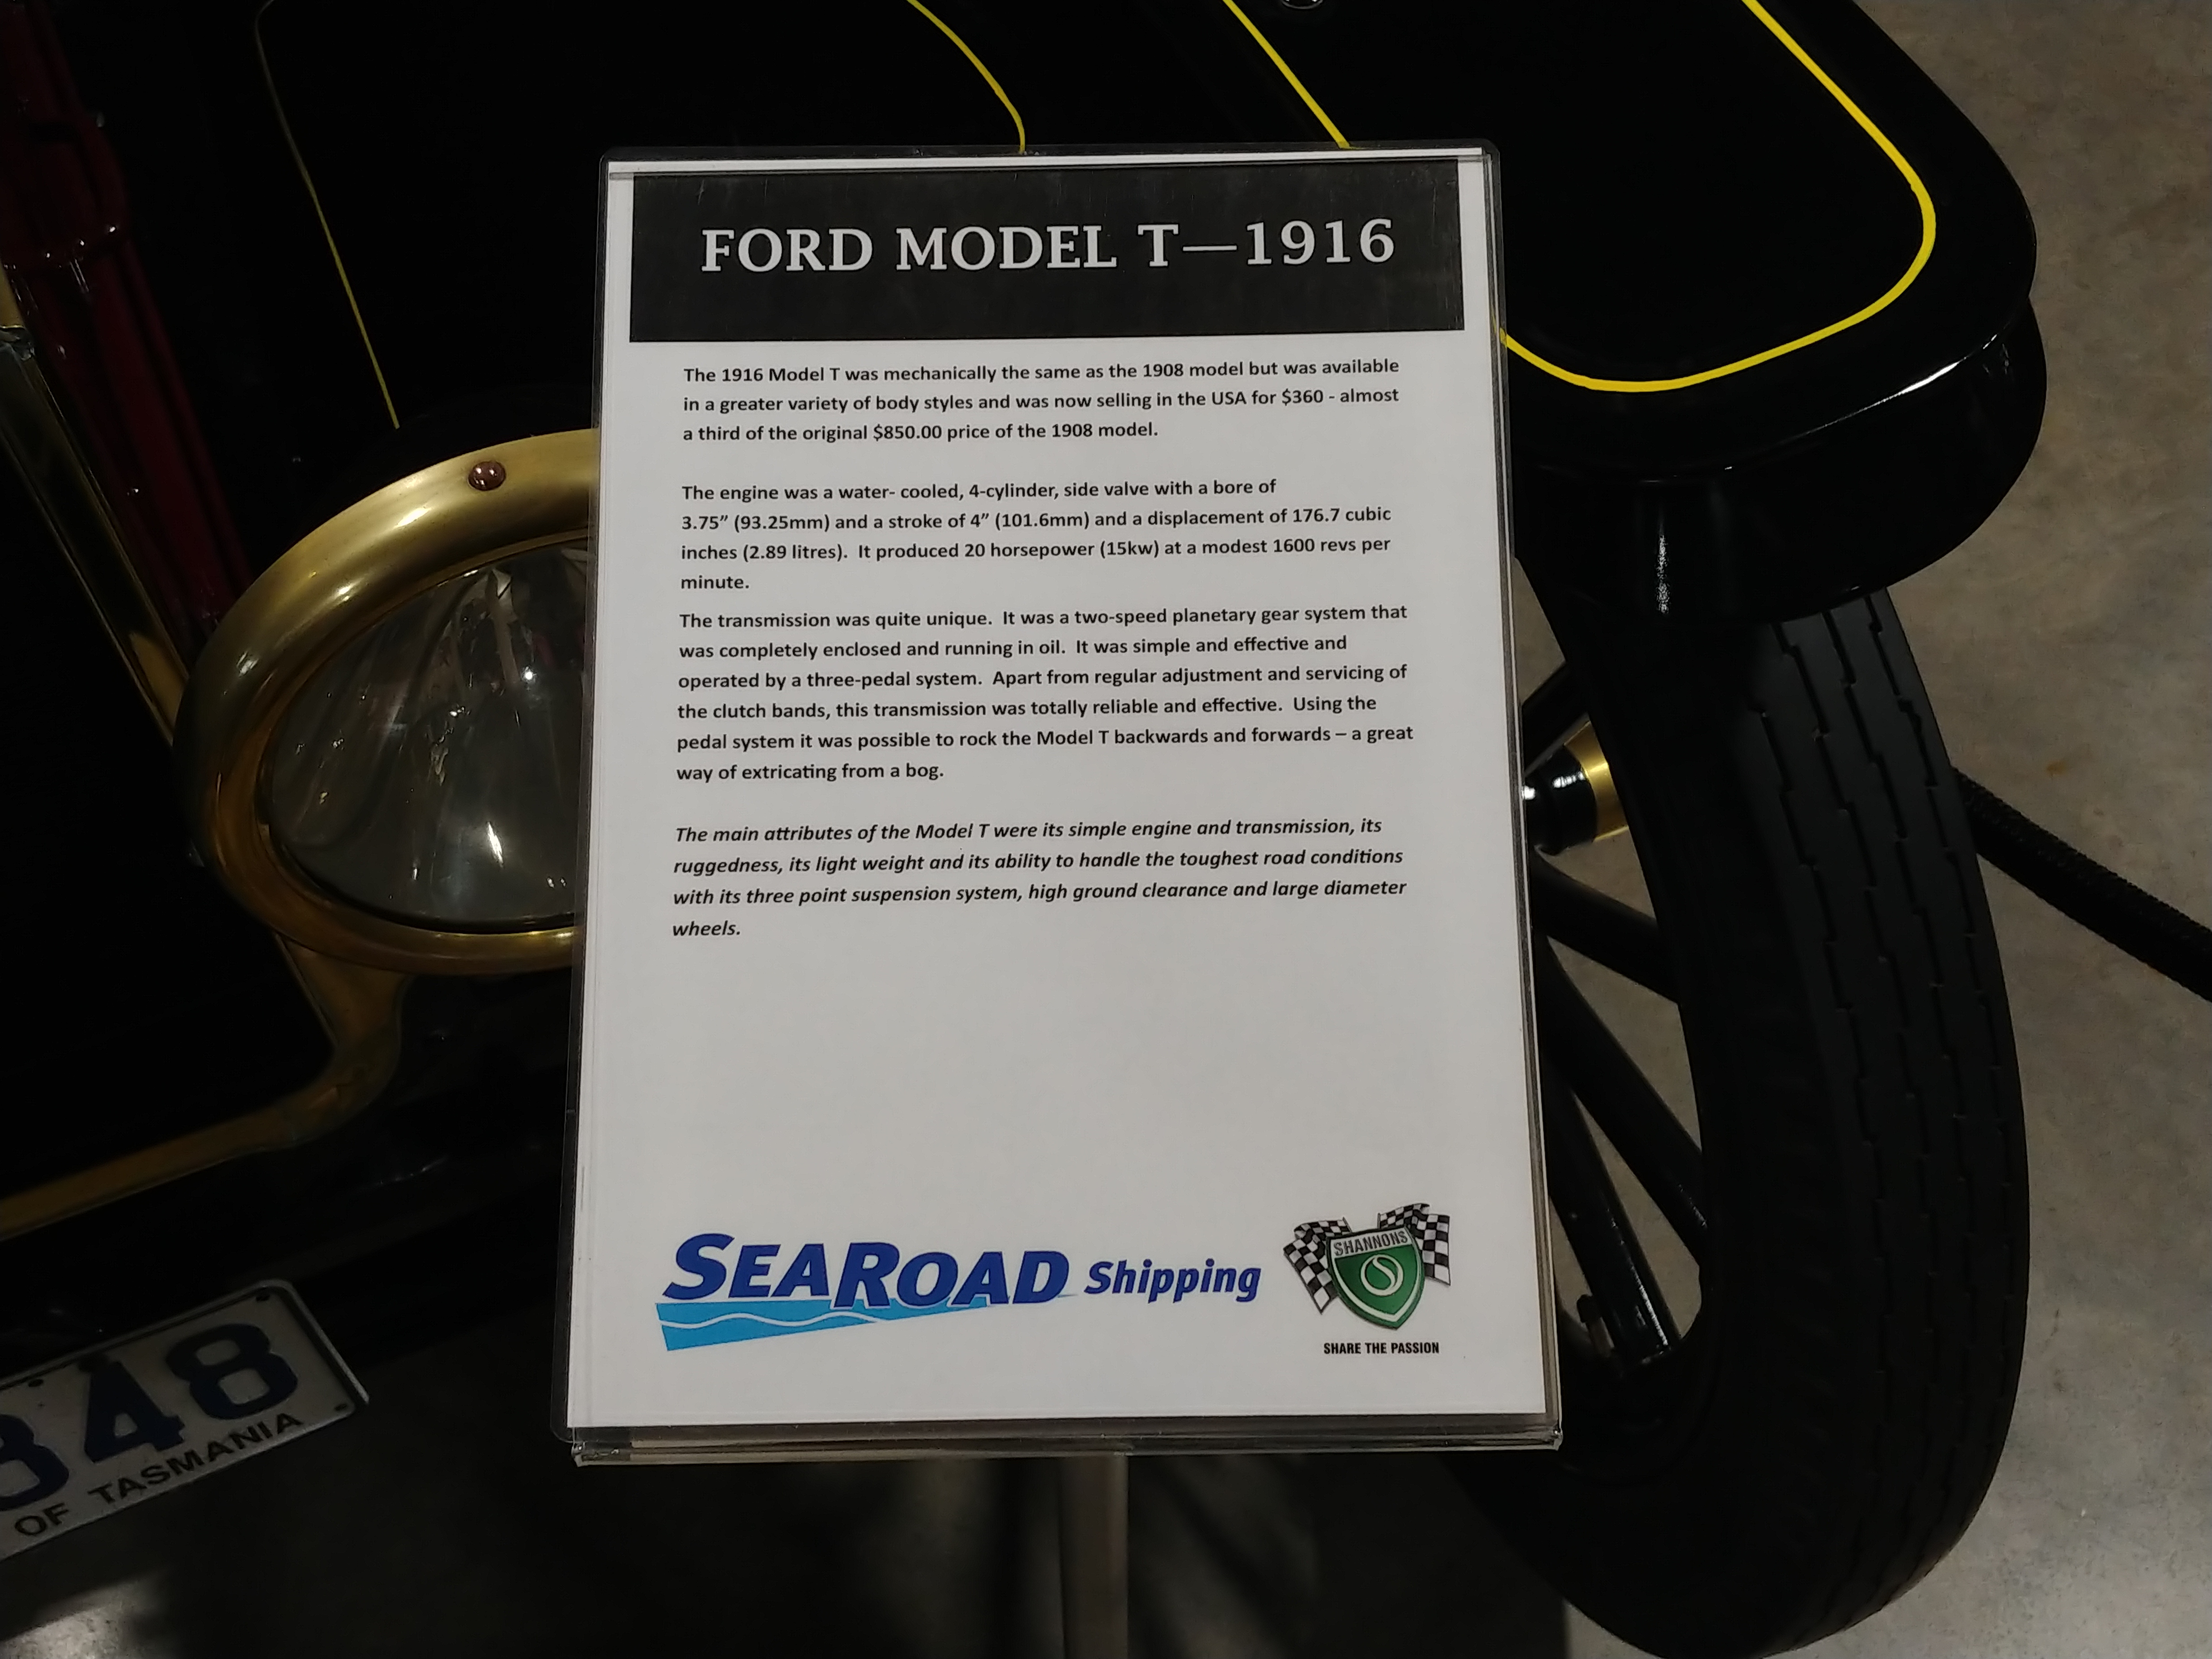 FORD MODEL T—1916
The 1916 Model T was mechanically the same as the 1908 model but was available
in a greater variety of body styles and was now selling in the USA for $360 - almost
a third of the original $850.00 price of the 1908 model.
The engine was a water- cooled, 4-cylinder, side valve with a bore of
3.75” (93.25mm) and a stroke of 4” (101.6mm) and a displacement of 176.7 cubic
inches (2.89 litres).  It produced 20 horsepower (15kw) at a modest 1600 revs per
minute.
The transmission was quite unique.  It was a two-speed planetary gear system that
was completely enclosed and running in oil.  It was simple and effective and
operated by a three-pedal system.  Apart from regular adjustment and servicing of
the clutch bands, this transmission was totally reliable and effective.  Using the
pedal system it was possible to rock the Model T backwards and forwards – a great
way of extricating from a bog.
The main attributes of the Model T were its simple engine and transmission, its
ruggedness, its light weight and its ability to handle the toughest road conditions
with its three point suspension system, high ground clearance and large diameter
wheels.
SEAROAD Shipping
SHANNONS
SHARE THE PASSION
48
OF TASMANIA